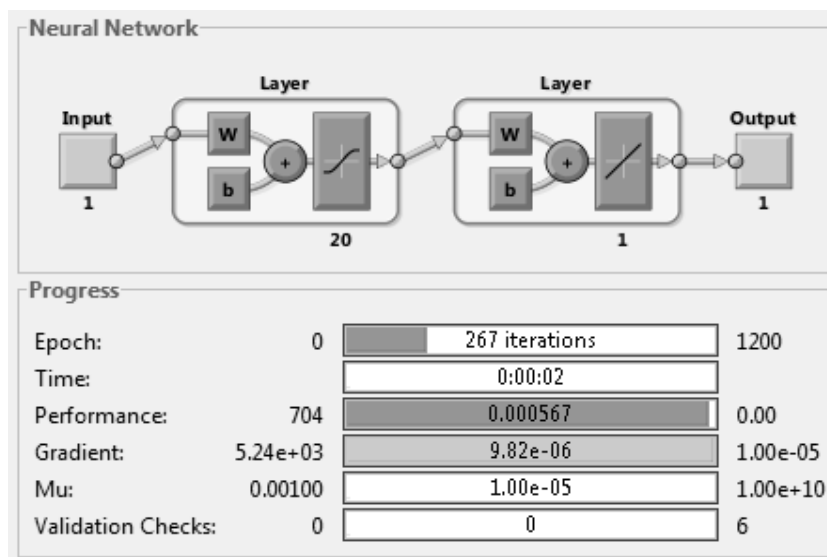 Neural Network
Layer Layer
Input W + W + Output
b b
1 1
20 1
Progress
Epoch: 0 267 iterations 1200
Time: 0:00:02
Performance: 704 0.000567 0.00
Gradient: 5.24e+03 9.82e-06 1.00e-05
Mu: 0.00100 1.00e-05 1.00e+10
Validation Checks: 0 0 6